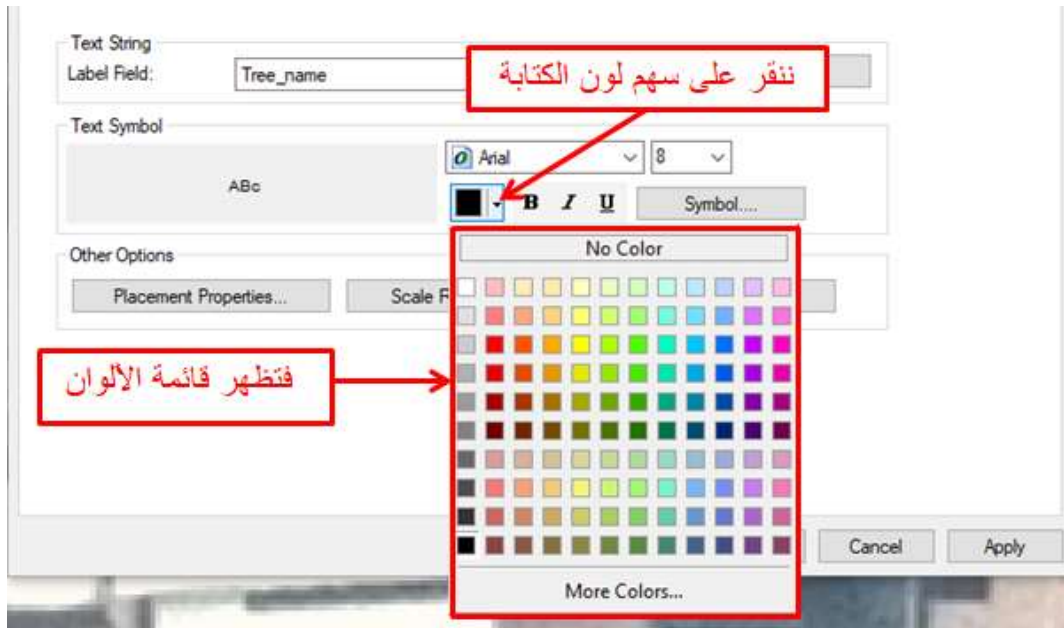 Text String
Label Field:
Tree_name
ننقر على سهم لون الكتابة
Text Symbol
Arial
8
ABc
B I U
Symbol....
No Color
Other Options
Placement Properties...
Scale R
فتظهر قائمة الألوان
More Colors...
Cancel
Apply